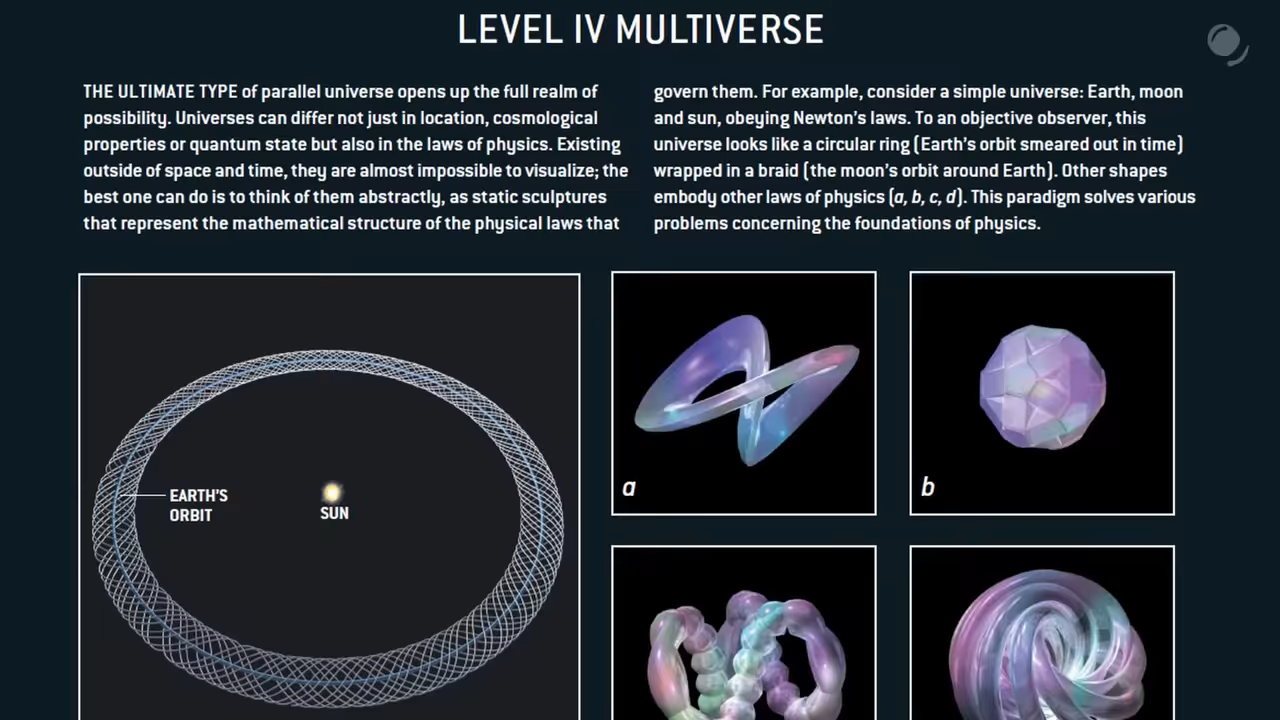 LEVEL IV MULTIVERSE
THE ULTIMATE TYPE of parallel universe opens up the full realm of
possibility. Universes can differ not just in location, cosmological
properties or quantum state but also in the laws of physics. Existing
outside of space and time, they are almost impossible to visualize; the
best one can do is to think of them abstractly, as static sculptures
that represent the mathematical structure of the physical laws that
govern them. For example, consider a simple universe: Earth, moon
and sun, obeying Newton's laws. To an objective observer, this
universe looks like a circular ring (Earth's orbit smeared out in time)
wrapped in a braid (the moon's orbit around Earth). Other shapes
embody other laws of physics (a, b, c, d). This paradigm solves various
problems concerning the foundations of physics.
EARTH'S
ORBIT
SUN
a
b